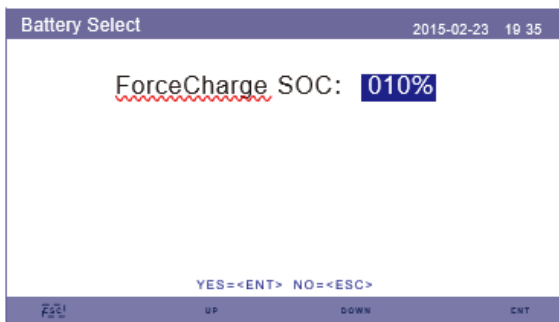 Battery Select 2015-02-23 19 35
ForceCharge SOC: 010%
YES=<ENT> NO=<ESC>
UP DOWN ENT